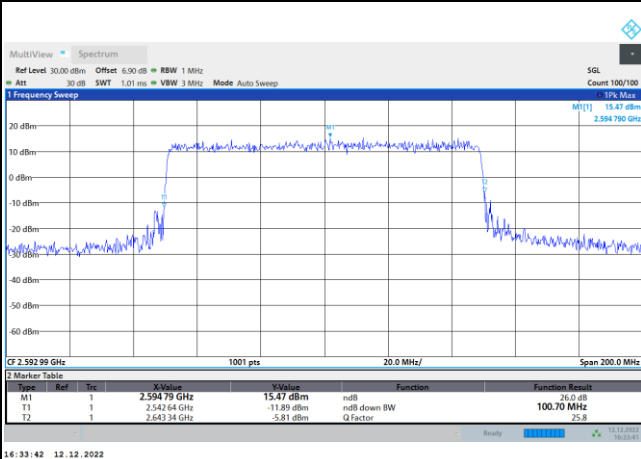 MultiView Spectrum
Ref Level 30.00 dBm Offset 6.90 dB RBW 1 MHz SGL
Att 30 dB SWT 1.01 ms VBW 3 MHz Mode Auto Sweep Count 100/100
1 Frequency Sweep 1Pk Max
M1[1] 15.47 dBm
2.594 790 GHz
M1
20 dBm
10 dBm
0 dBm
T1 T2
-10 dBm
-20 dBm
-30 dBm
-40 dBm
-50 dBm
-60 dBm
CF 2.592 99 GHz 1001 pts 20.0 MHz/ Span 200.0 MHz
2 Marker Table
Type Ref Trc X-Value Y-Value Function Function Result
M1 1 2.594 79 GHz 15.47 dBm ndB 26.0 dB
T1 1 2.542 64 GHz -11.89 dBm ndB down BW 100.70 MHz
T2 1 2.643 34 GHz -5.81 dBm Q Factor 25.8
Ready 12.12.2022
16:33:41
16:33:42 12.12.2022